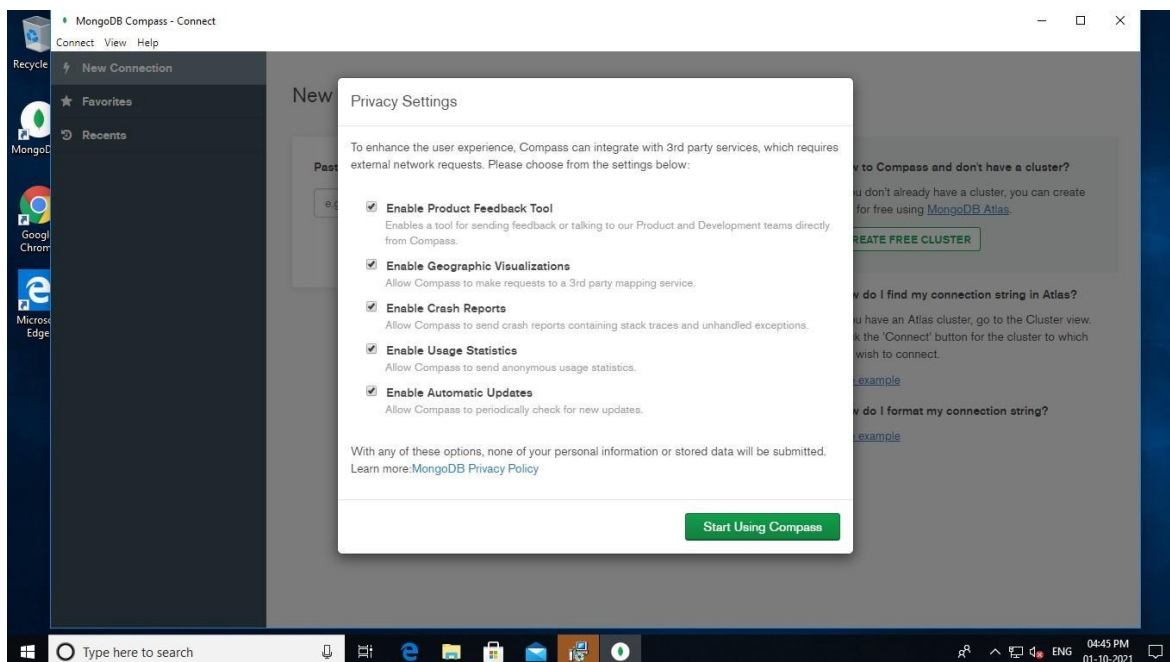 MongoDB Compass - Connect
Connect View Help
Recycle
MongoD
Googl
Chrom
Microso
Edge
New Connection
Favorites
Recents
New
Past
e.g
Privacy Settings
To enhance the user experience, Compass can integrate with 3rd party services, which requires
external network requests. Please choose from the settings below:
Enable Product Feedback Tool
Enables a tool for sending feedback or talking to our Product and Development teams directly
from Compass.
Enable Geographic Visualizations
Allow Compass to make requests to a 3rd party mapping service.
Enable Crash Reports
Allow Compass to send crash reports containing stack traces and unhandled exceptions.
Enable Usage Statistics
Allow Compass to send anonymous usage statistics.
Enable Automatic Updates
Allow Compass to periodically check for new updates.
With any of these options, none of your personal information or stored data will be submitted.
Learn more:MongoDB Privacy Policy
Start Using Compass
w to Compass and don't have a cluster?
u don't already have a cluster, you can create
for free using MongoDB Atlas.
REATE FREE CLUSTER
w do I find my connection string in Atlas?
u have an Atlas cluster, go to the Cluster view.
k the 'Connect' button for the cluster to which
wish to connect.
example
w do I format my connection string?
example
Type here to search
ENG
04:45 PM
01-10-2021